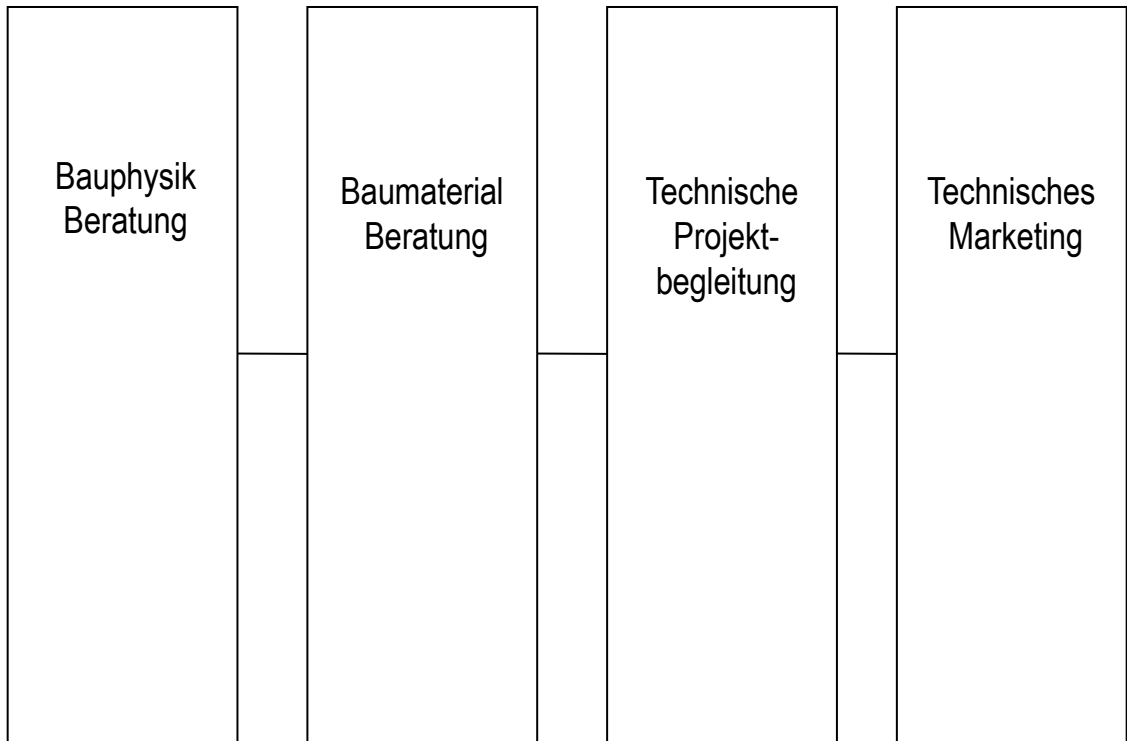 Bauphysik
Beratung
Baumaterial
Beratung
Technische
Projekt-
begleitung
Technisches
Marketing